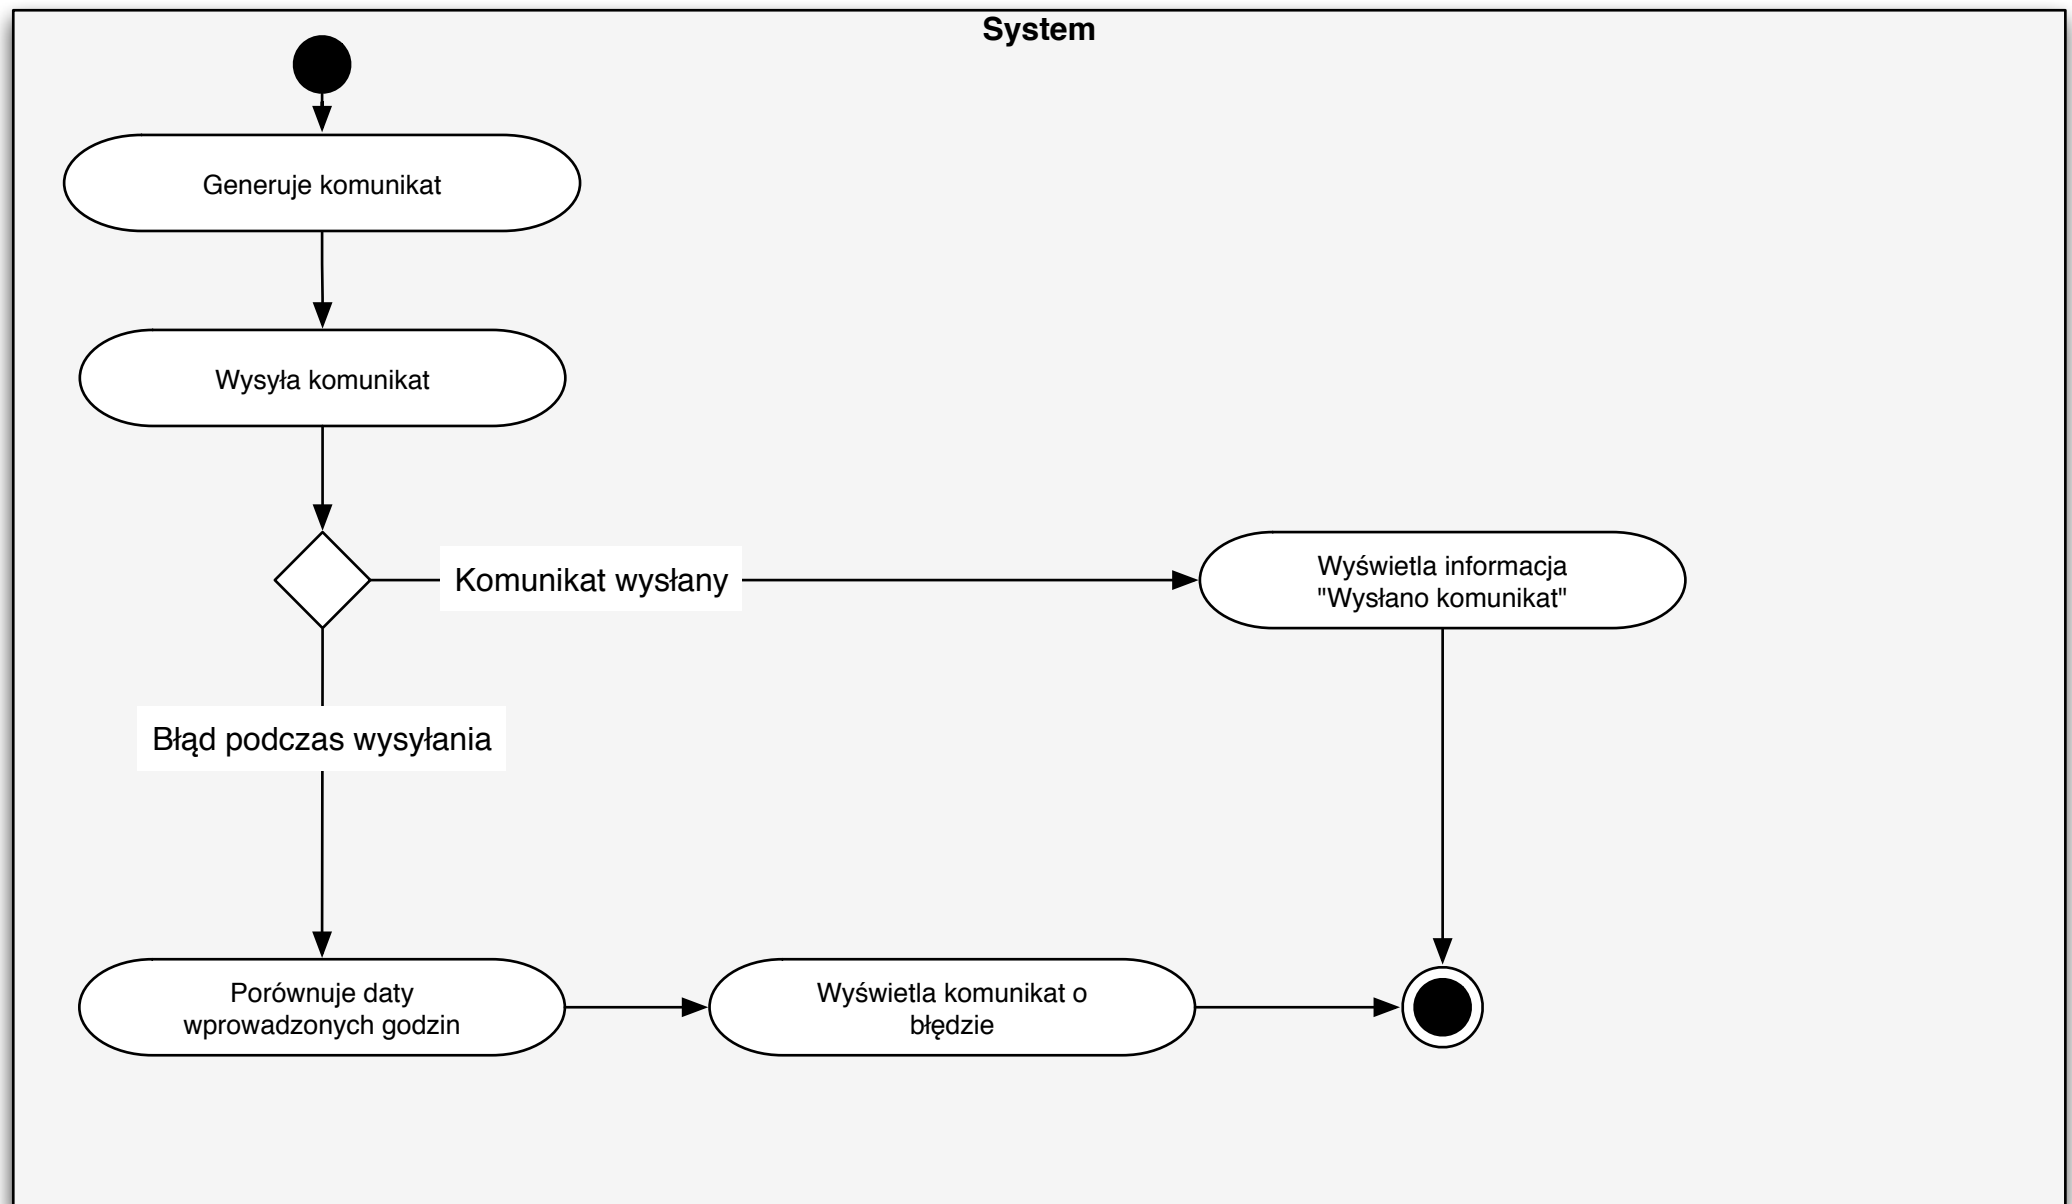 System
Generuje komunikat
Wysyła komunikat
Komunikat wysłany
Wyświetla informacja
"Wysłano komunikat"
Błąd podczas wysyłania
Porównuje daty
wprowadzonych godzin
Wyświetla komunikat o
błędzie